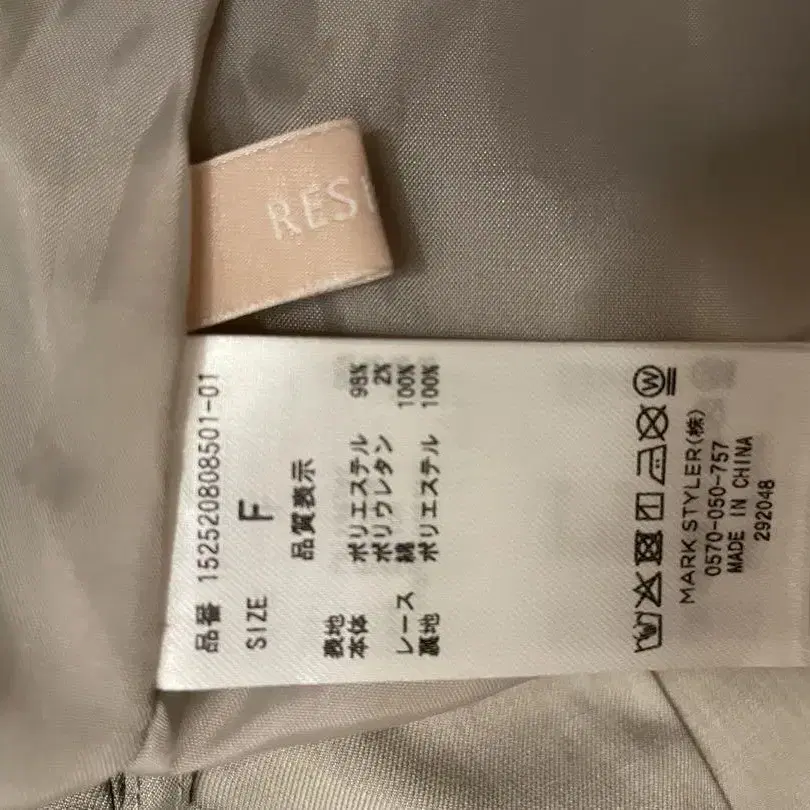 RES
品番 152520808501-01
SIZE F
品質表示
表地
本体 ポリエステル 98%
ポリウレタン 2%
レース 綿 100%
裏地 ポリエステル 100%
MARK STYLER(株)
0570-050-757
MADE IN CHINA
292048